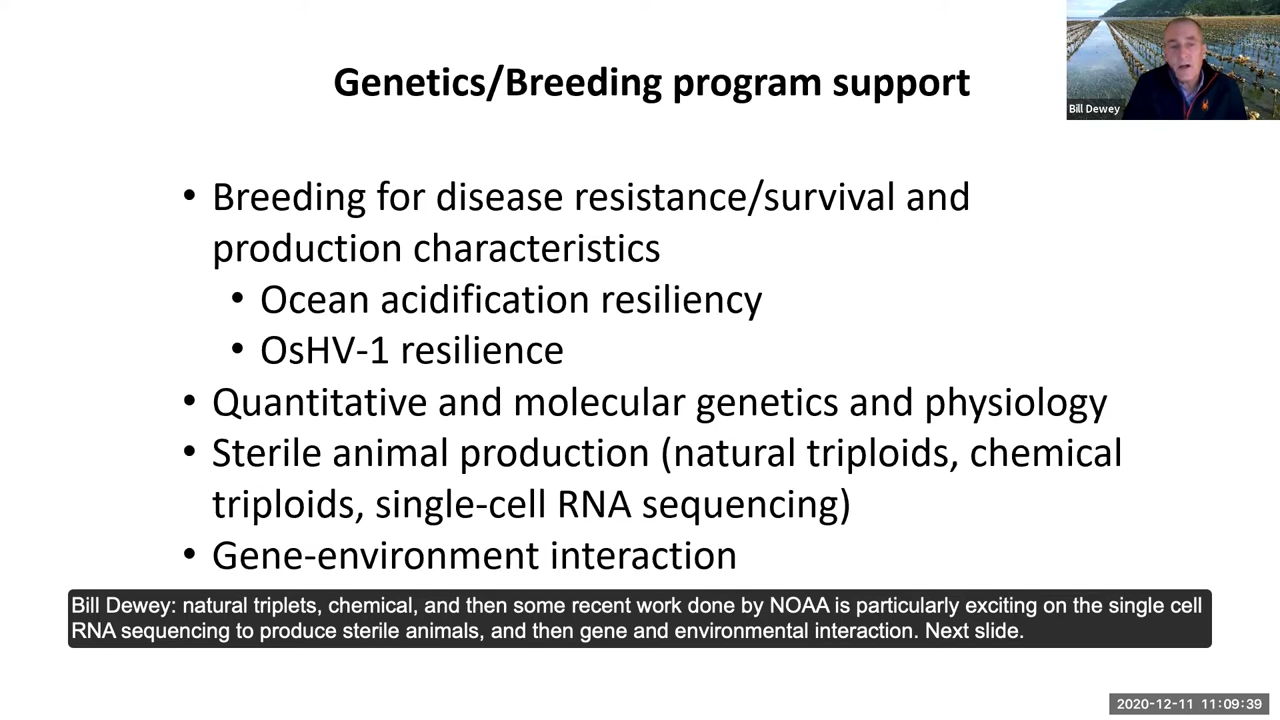 Genetics/Breeding program support
Bill Dewey
• Breeding for disease resistance/survival and
production characteristics
• Ocean acidification resiliency
• OsHV-1 resilience
• Quantitative and molecular genetics and physiology
• Sterile animal production (natural triploids, chemical
triploids, single-cell RNA sequencing)
• Gene-environment interaction
Bill Dewey: natural triplets, chemical, and then some recent work done by NOAA is particularly exciting on the single cell
RNA sequencing to produce sterile animals, and then gene and environmental interaction. Next slide.
2020-12-11 11:09:39